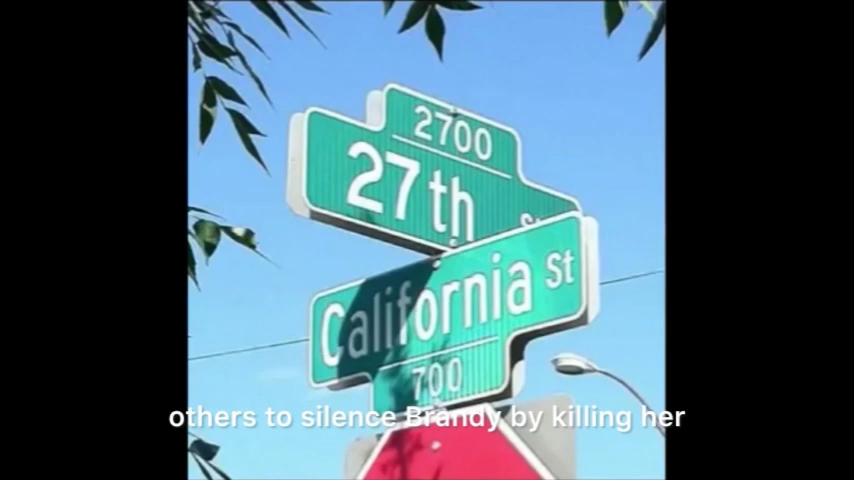 2700
27th St
California St
700
others to silence Brandy by killing her